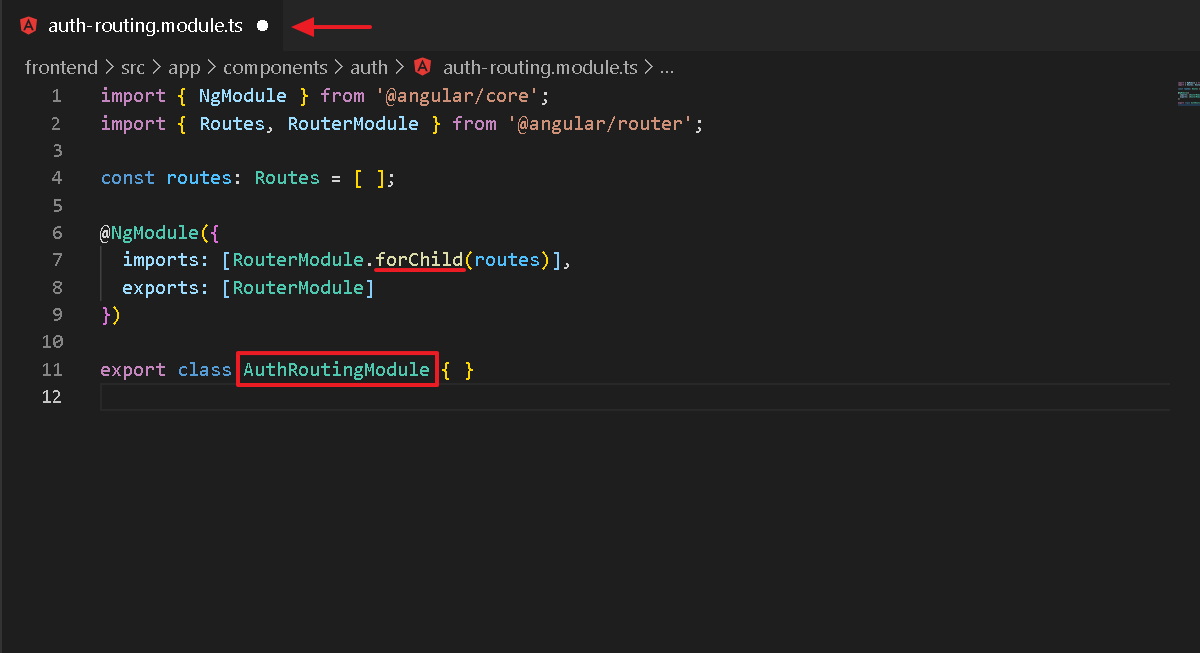 auth-routing.module.ts
frontend > src > app > components > auth > auth-routing.module.ts > ...
1 import { NgModule } from '@angular/core';
2 import { Routes, RouterModule } from '@angular/router';
3
4 const routes: Routes = [ ];
5
6 @NgModule({
7   imports: [RouterModule.forChild(routes)],
8   exports: [RouterModule]
9 })
10
11 export class AuthRoutingModule { }
12